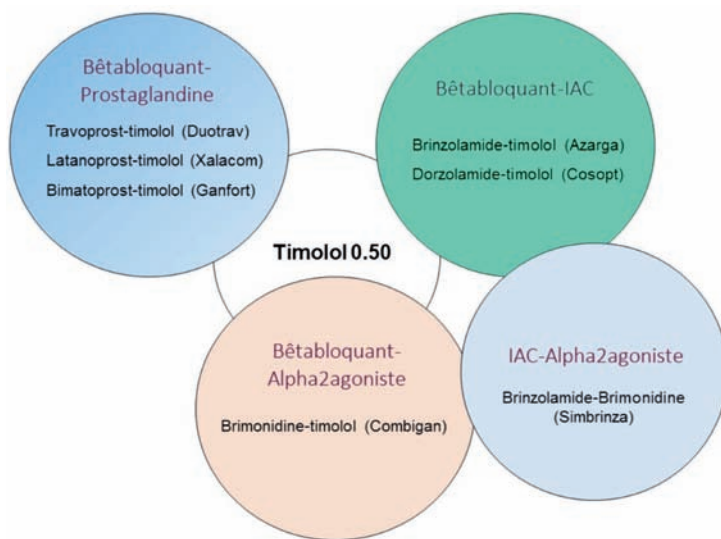 Bêtabloquant-
Prostaglandine
Travoprost-timolol (Duotrav)
Latanoprost-timolol (Xalacom)
Bimatoprost-timolol (Ganfort)
Bêtabloquant-IAC
Brinzolamide-timolol (Azarga)
Dorzolamide-timolol (Cosopt)
Timolol 0.50
Bêtabloquant-
Alpha2agoniste
Brimonidine-timolol (Combigan)
IAC-Alpha2agoniste
Brinzolamide-Brimonidine
(Simbrinza)